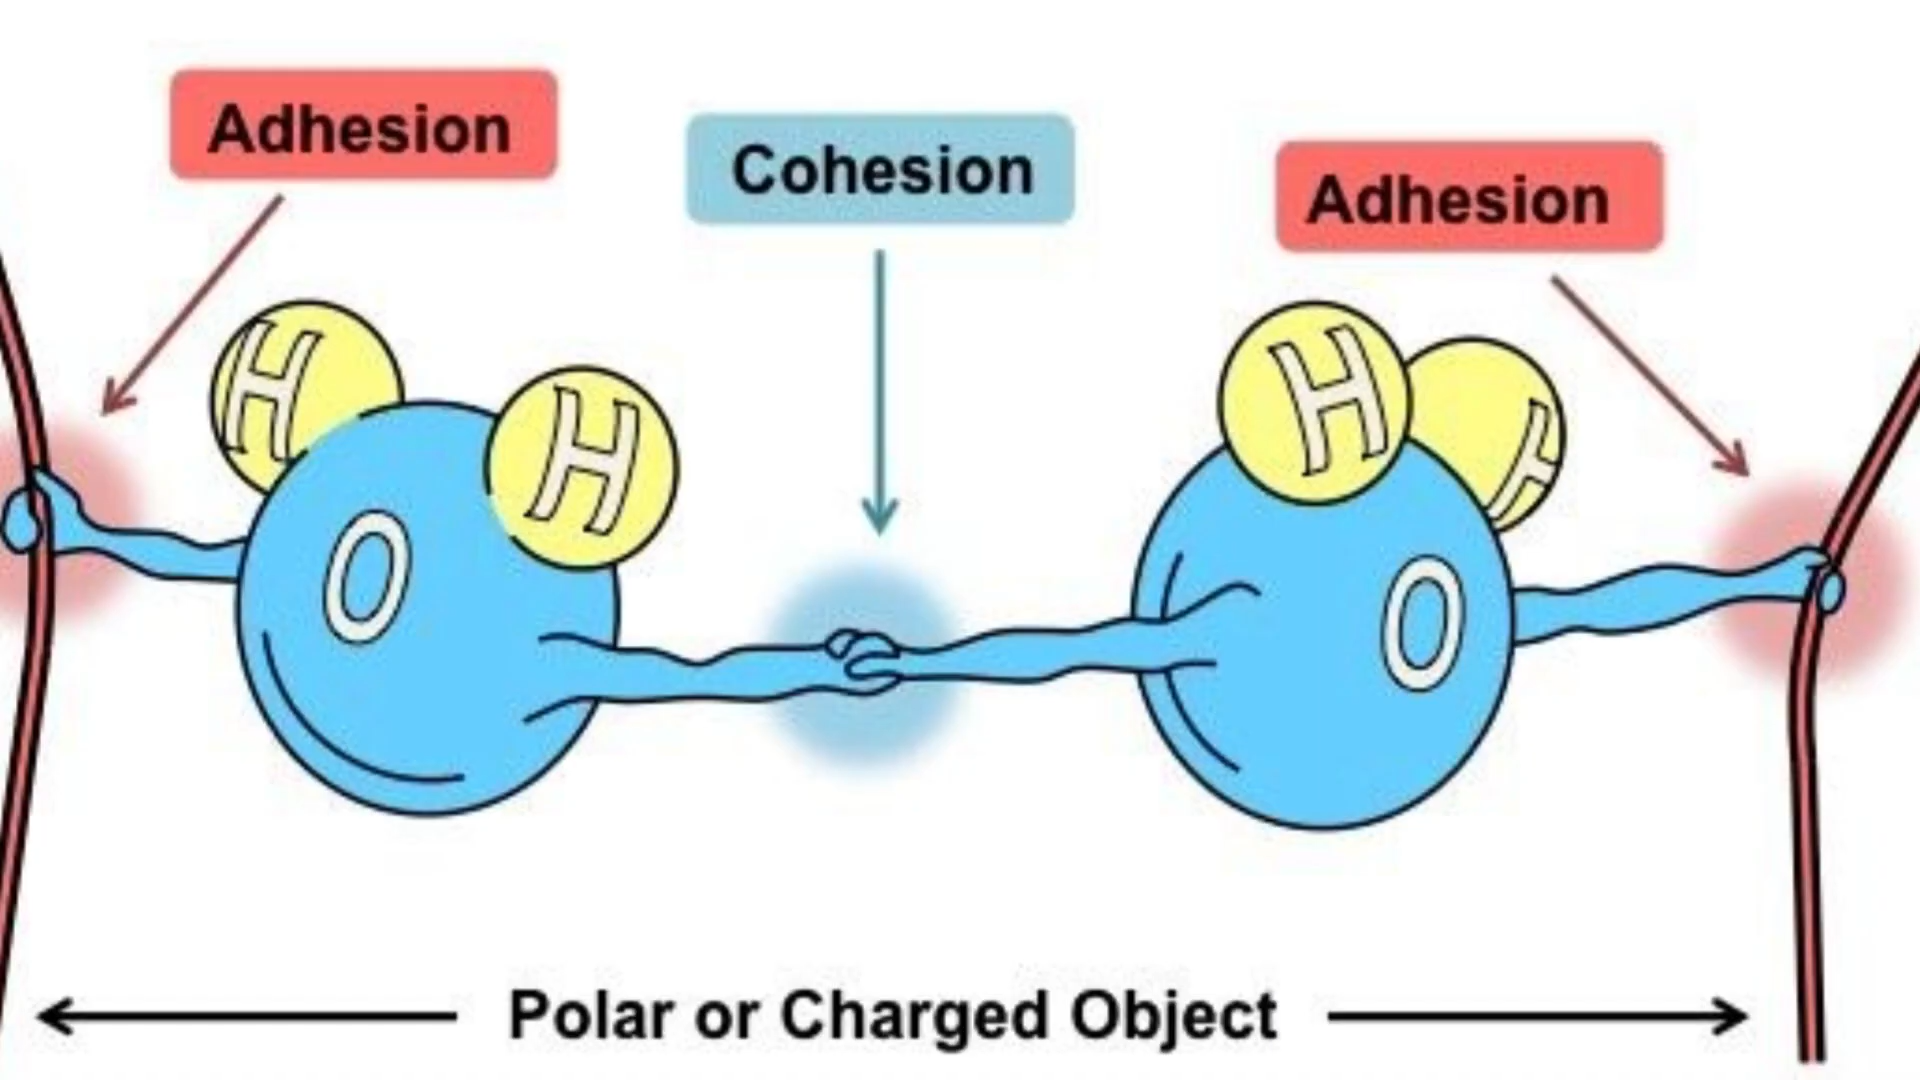 Adhesion
Cohesion
Adhesion
H
H
O
H
H
O
Polar or Charged Object